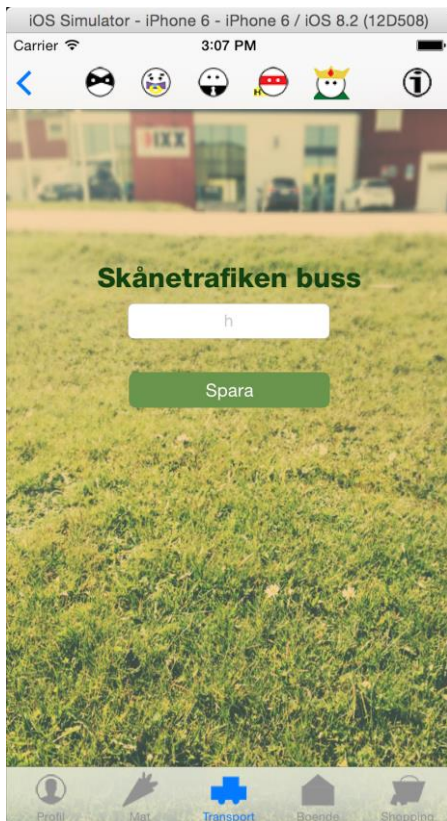 iOS Simulator - iPhone 6 - iPhone 6 / iOS 8.2 (12D508)
Carrier 3:07 PM
H
IXX
Skånetrafiken buss
h
Spara
Profil Mat Transport Boende Shopping